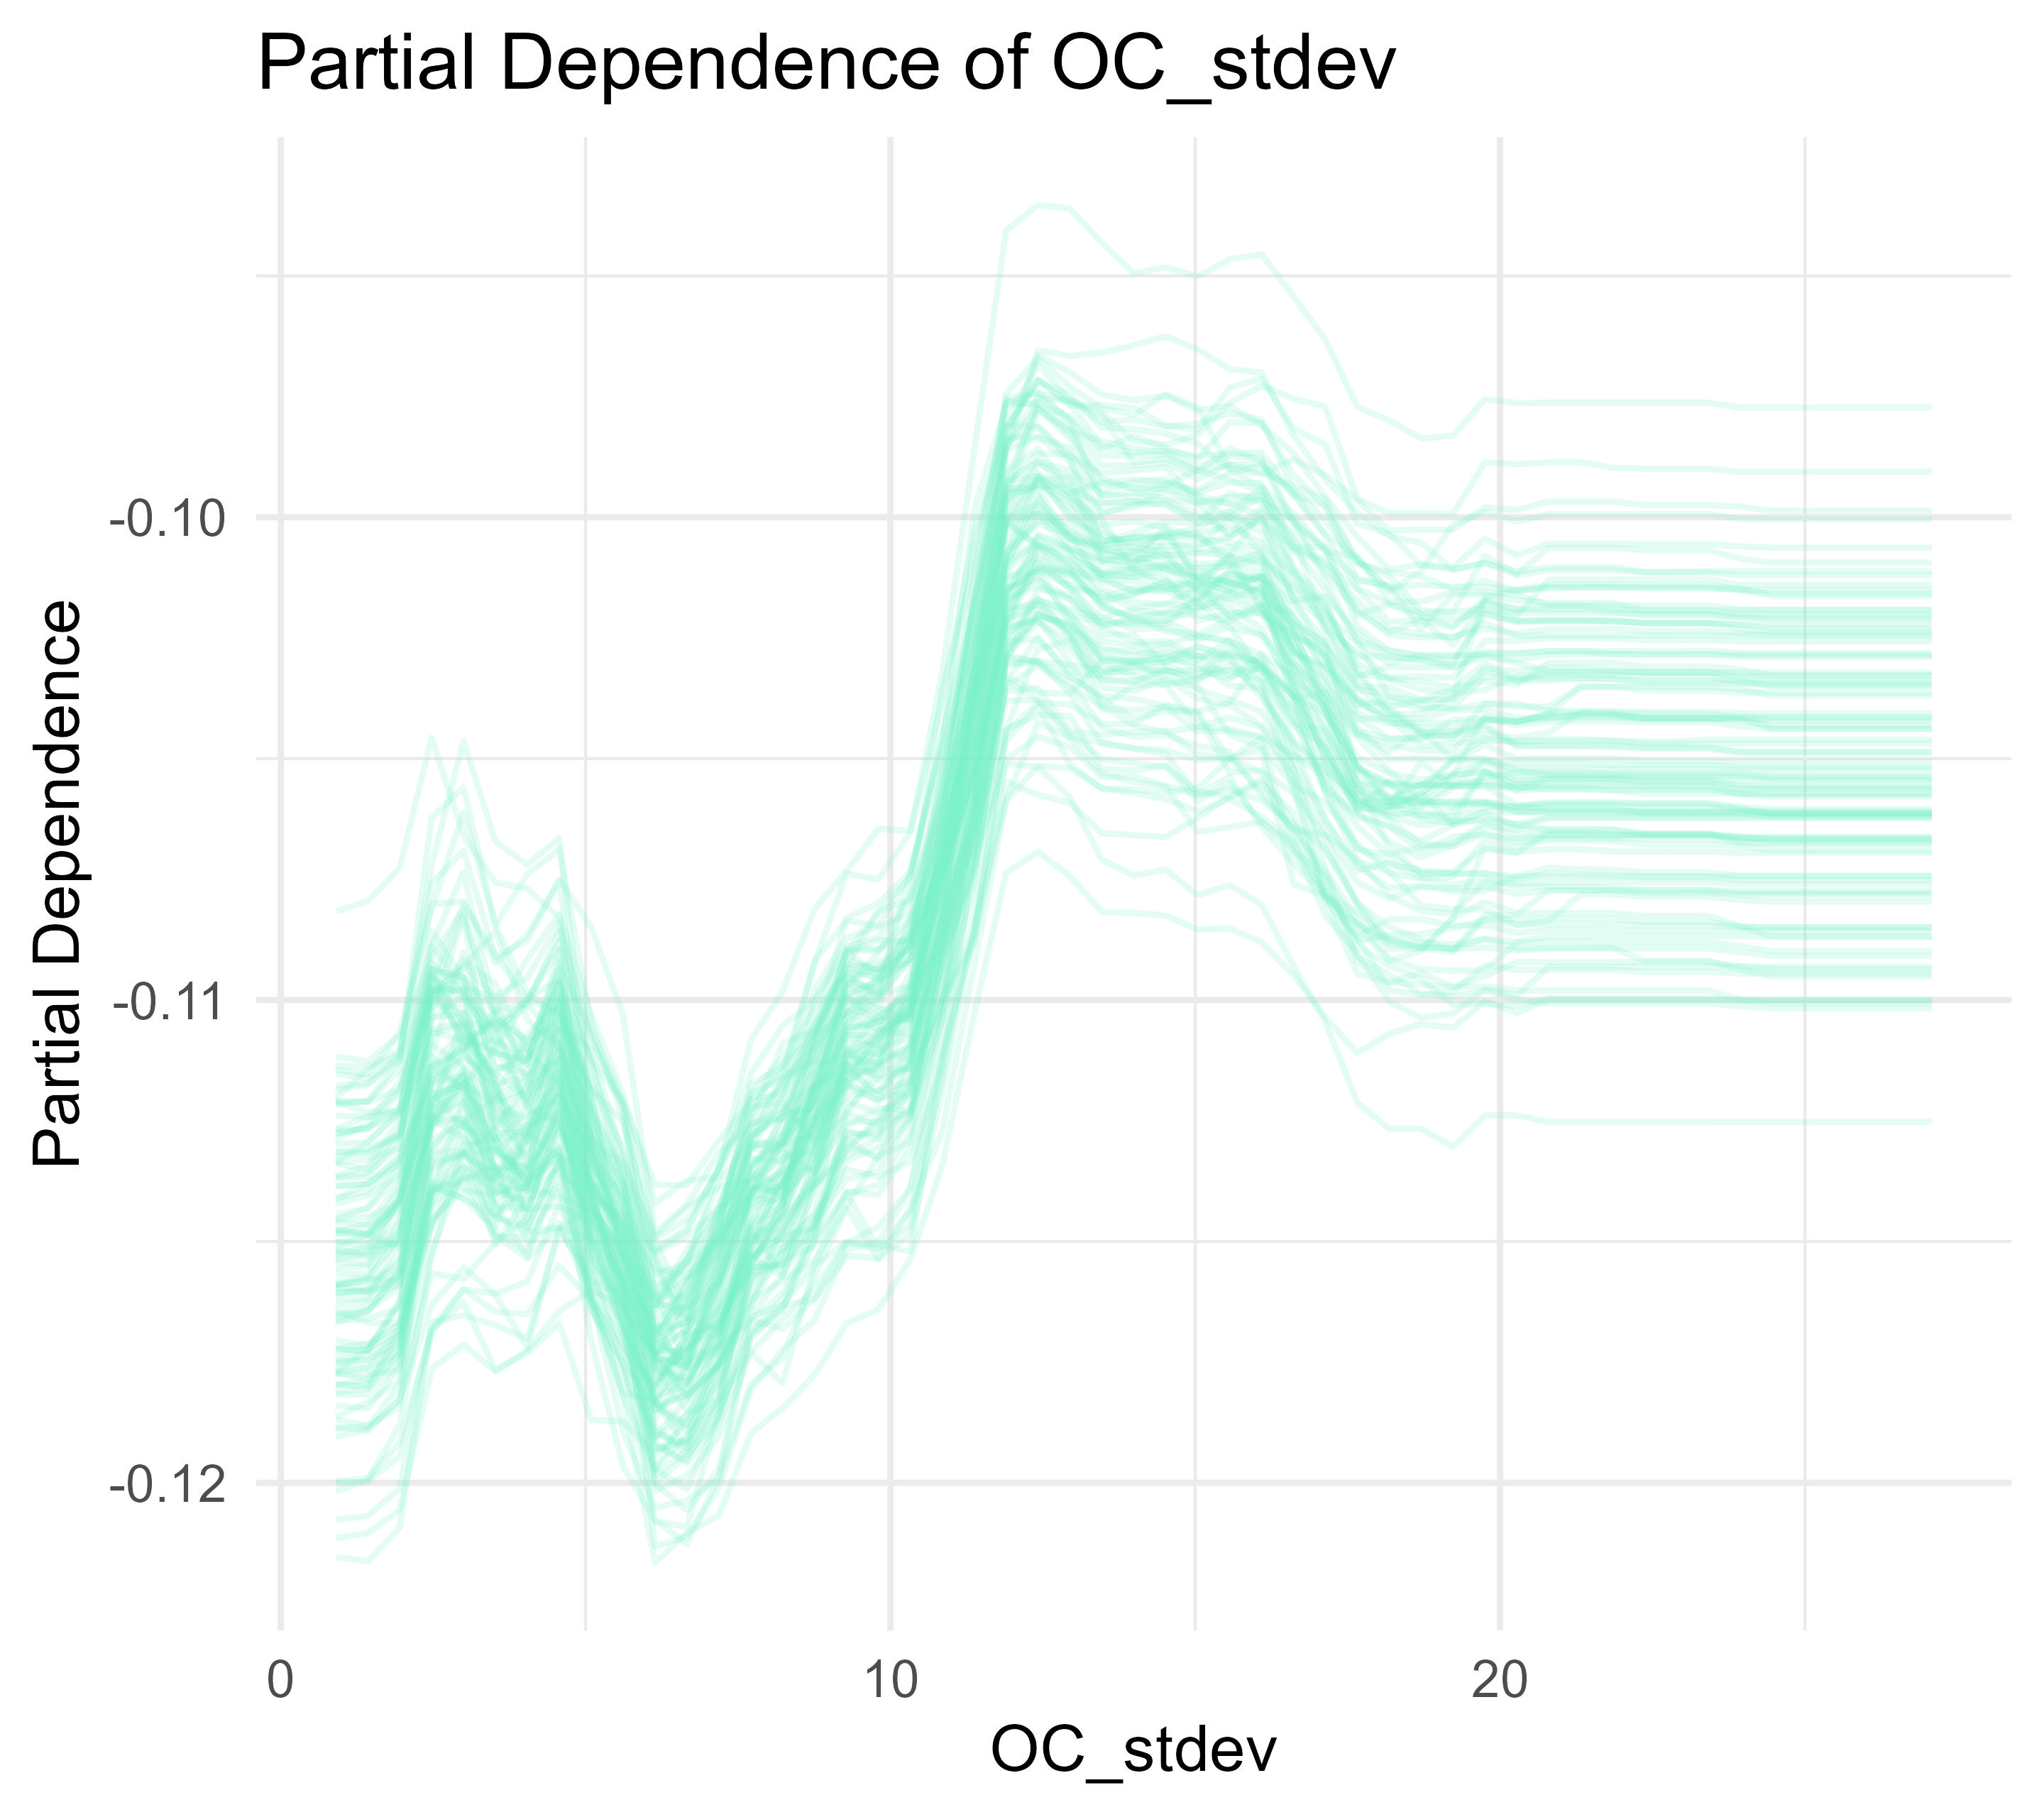 Partial Dependence of OC_stdev
Partial Dependence
-0.10
-0.11
-0.12
0 10 20
OC_stdev